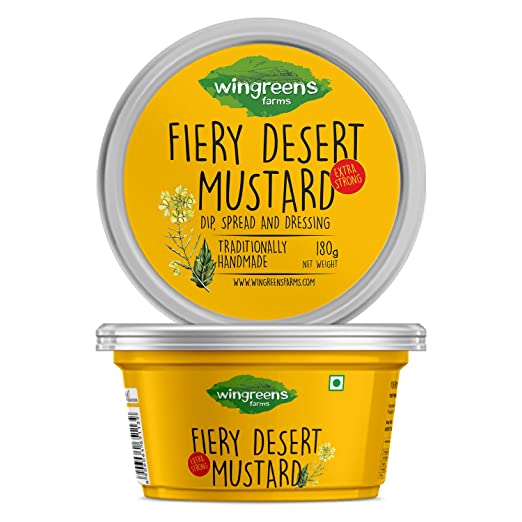 wingreens
farms
FIERY DESERT
MUSTARD
EXTRA
STRONG
DIP, SPREAD AND DRESSING
TRADITIONALLY
HANDMADE
180g
NET WEIGHT
WWW.WINGREENSFARMS.COM
wingreens
farms
FIERY DESERT
EXTRA
STRONG
MUSTARD